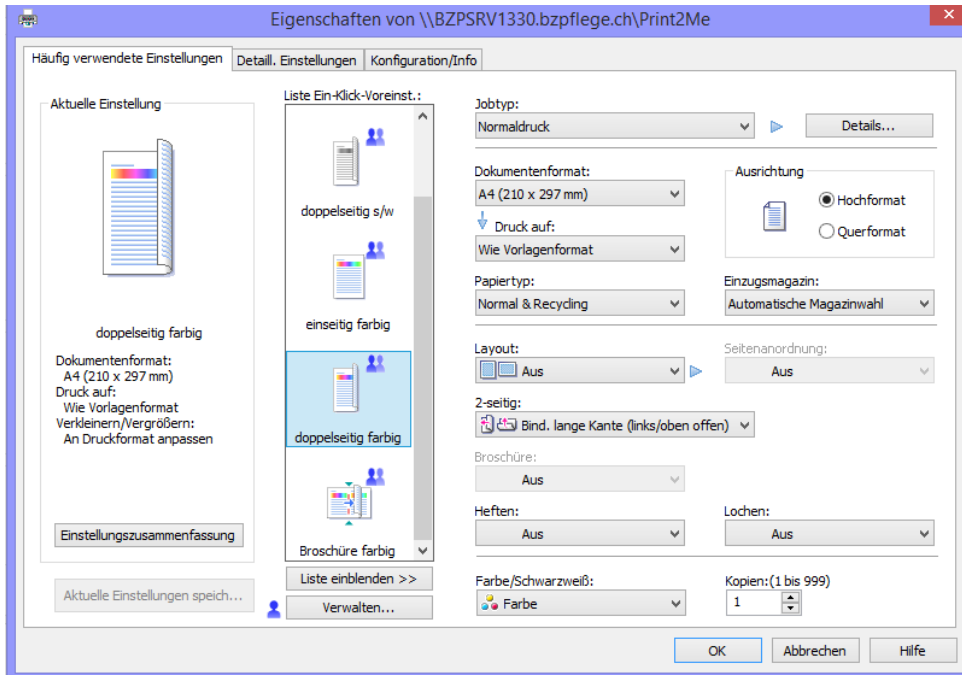 Eigenschaften von \\BZPSRV1330.bzpflege.ch\Print2Me
Häufig verwendete Einstellungen
Detaill. Einstellungen
Konfiguration/Info
Aktuelle Einstellung
doppelseitig farbig
Dokumentenformat:
A4 (210 x 297 mm)
Druck auf:
Wie Vorlagenformat
Verkleinern/Vergrößern:
An Druckformat anpassen
Einstellungszusammenfassung
Aktuelle Einstellungen speich...
Liste Ein-Klick-Voreinst.:
doppelseitig s/w
einseitig farbig
doppelseitig farbig
Broschüre farbig
Liste einblenden >>
Verwalten...
Jobtyp:
Normaldruck
Details...
Dokumentenformat:
A4 (210 x 297 mm)
Druck auf:
Wie Vorlagenformat
Ausrichtung
Hochformat
Querformat
Papiertyp:
Normal & Recycling
Einzugsmagazin:
Automatische Magazinwahl
Layout:
Aus
Seitenanordnung:
Aus
2-seitig:
Bind. lange Kante (links/oben offen)
Broschüre:
Aus
Heften:
Aus
Lochen:
Aus
Farbe/Schwarzweiß:
Farbe
Kopien:(1 bis 999)
1
OK
Abbrechen
Hilfe